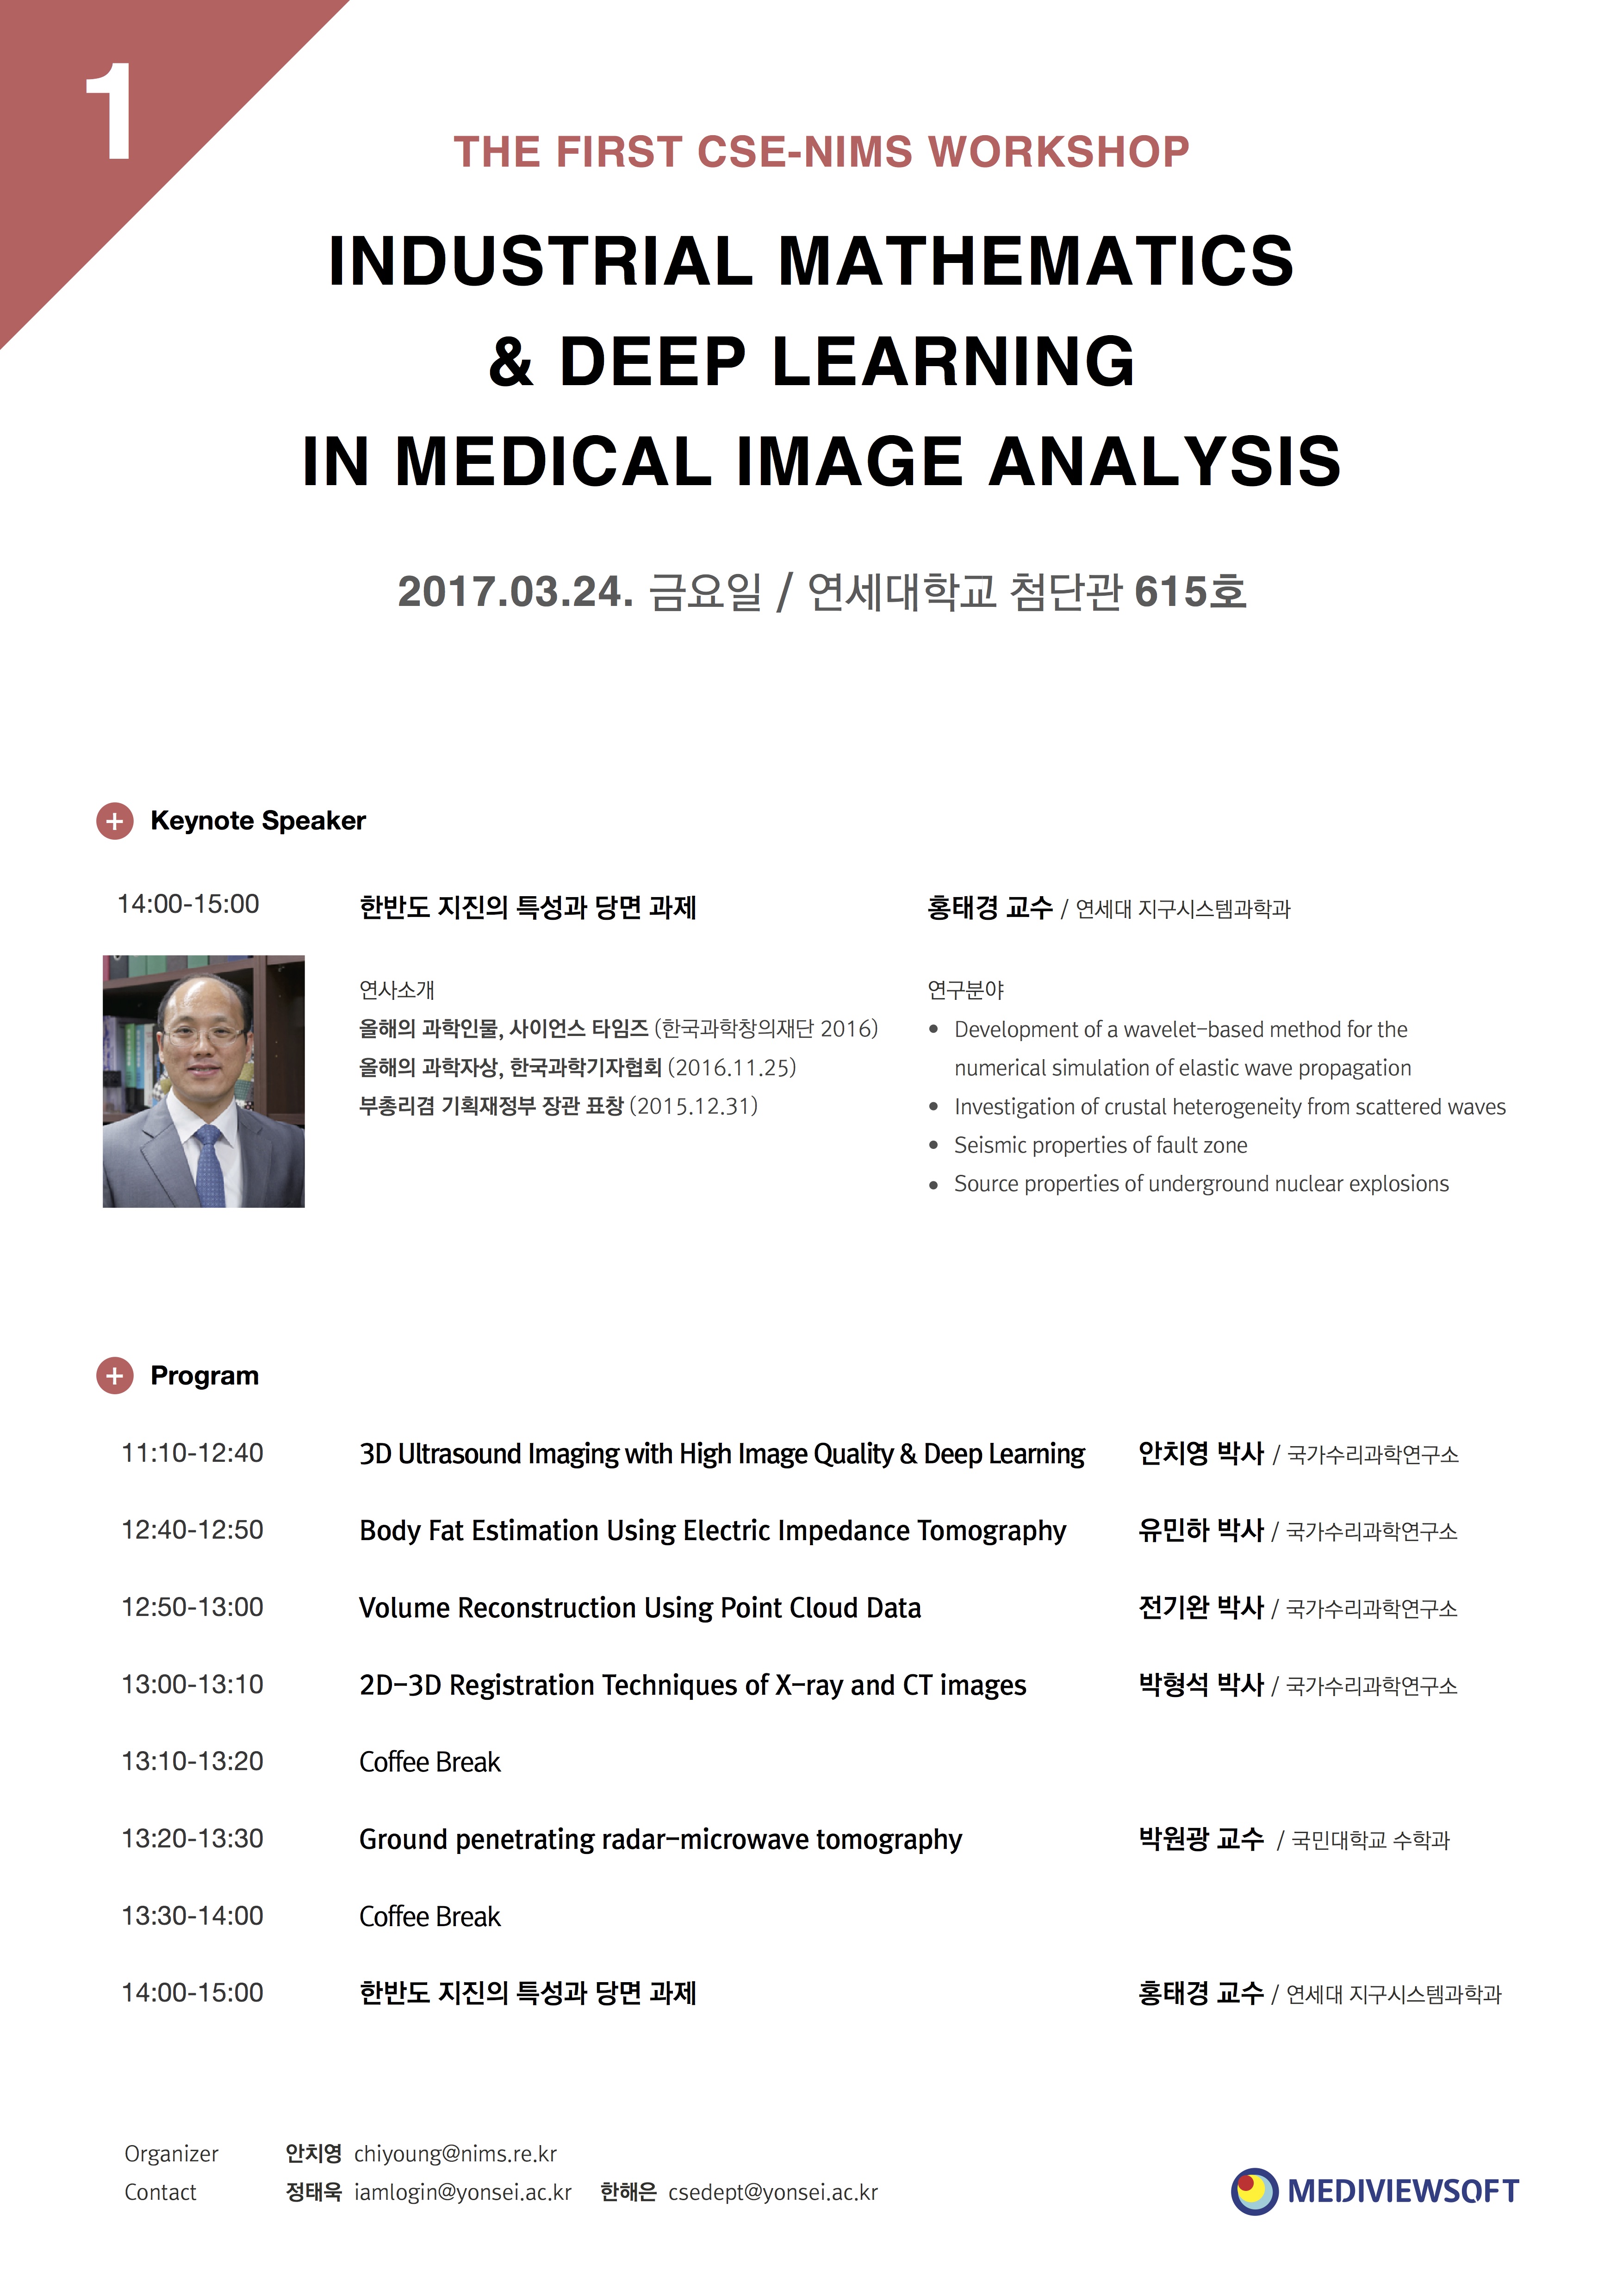 1
THE FIRST CSE-NIMS WORKSHOP
INDUSTRIAL MATHEMATICS
& DEEP LEARNING
IN MEDICAL IMAGE ANALYSIS
2017.03.24. 금요일 / 연세대학교 첨단관 615호
Keynote Speaker
14:00-15:00 한반도 지진의 특성과 당면 과제 홍태경 교수 / 연세대 지구시스템과학과
연사소개
올해의 과학인물, 사이언스 타임즈 (한국과학창의재단 2016)
올해의 과학자상, 한국과학기자협회 (2016.11.25)
부총리겸 기획재정부 장관 표창 (2015.12.31)
연구분야
• Development of a wavelet-based method for the
numerical simulation of elastic wave propagation
• Investigation of crustal heterogeneity from scattered waves
• Seismic properties of fault zone
• Source properties of underground nuclear explosions
Program
11:10-12:40 3D Ultrasound Imaging with High Image Quality & Deep Learning 안치영 박사 / 국가수리과학연구소
12:40-12:50 Body Fat Estimation Using Electric Impedance Tomography 유민하 박사 / 국가수리과학연구소
12:50-13:00 Volume Reconstruction Using Point Cloud Data 전기완 박사 / 국가수리과학연구소
13:00-13:10 2D-3D Registration Techniques of X-ray and CT images 박형석 박사 / 국가수리과학연구소
13:10-13:20 Coffee Break
13:20-13:30 Ground penetrating radar-microwave tomography 박원광 교수 / 국민대학교 수학과
13:30-14:00 Coffee Break
14:00-15:00 한반도 지진의 특성과 당면 과제 홍태경 교수 / 연세대 지구시스템과학과
Organizer 안치영 chiyoung@nims.re.kr
Contact 정태욱 iamlogin@yonsei.ac.kr 한해은 csedept@yonsei.ac.kr
MEDIVIEWSOFT